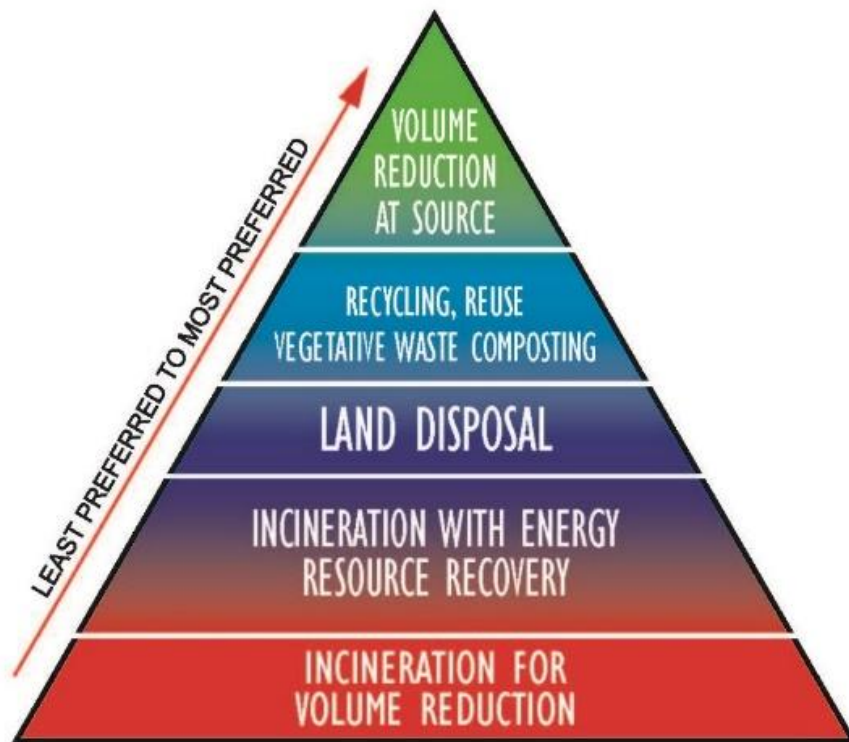 LEAST PREFERRED TO MOST PREFERRED
VOLUME
REDUCTION
AT SOURCE
RECYCLING, REUSE
VEGETATIVE WASTE COMPOSTING
LAND DISPOSAL
INCINERATION WITH ENERGY
RESOURCE RECOVERY
INCINERATION FOR
VOLUME REDUCTION